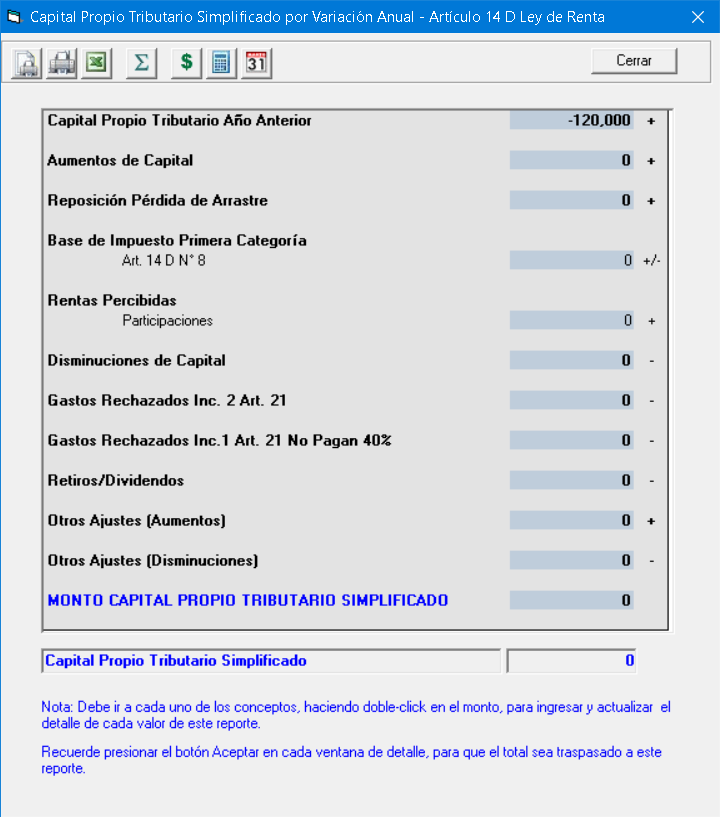 Capital Propio Tributario Simplificado por Variación Anual - Artículo 14 D Ley de Renta
Σ $ 31 Cerrar
Capital Propio Tributario Año Anterior -120,000 +
Aumentos de Capital 0 +
Reposición Pérdida de Arrastre 0 +
Base de Impuesto Primera Categoría
Art. 14 D N° 8 0 +/-
Rentas Percibidas
Participaciones 0 +
Disminuciones de Capital 0 -
Gastos Rechazados Inc. 2 Art. 21 0 -
Gastos Rechazados Inc.1 Art. 21 No Pagan 40% 0 -
Retiros/Dividendos 0 -
Otros Ajustes (Aumentos) 0 +
Otros Ajustes (Disminuciones) 0 -
MONTO CAPITAL PROPIO TRIBUTARIO SIMPLIFICADO 0
Capital Propio Tributario Simplificado 0
Nota: Debe ir a cada uno de los conceptos, haciendo doble-click en el monto, para ingresar y actualizar el
detalle de cada valor de este reporte.
Recuerde presionar el botón Aceptar en cada ventana de detalle, para que el total sea traspasado a este
reporte.